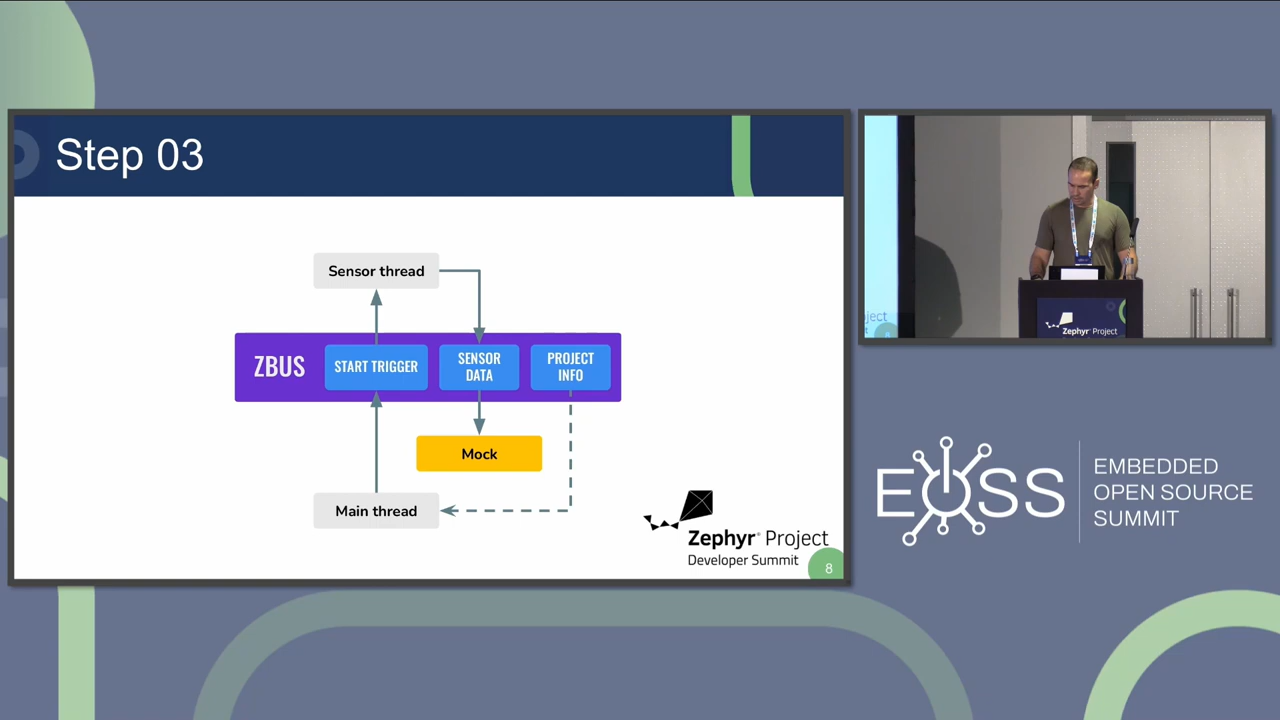 Step 03
Sensor thread
ZBUS
START TRIGGER
SENSOR
DATA
PROJECT
INFO
Mock
Main thread
Zephyr® Project
Developer Summit
8
ject
Zephyr® Project
EOSS
EMBEDDED
OPEN SOURCE
SUMMIT